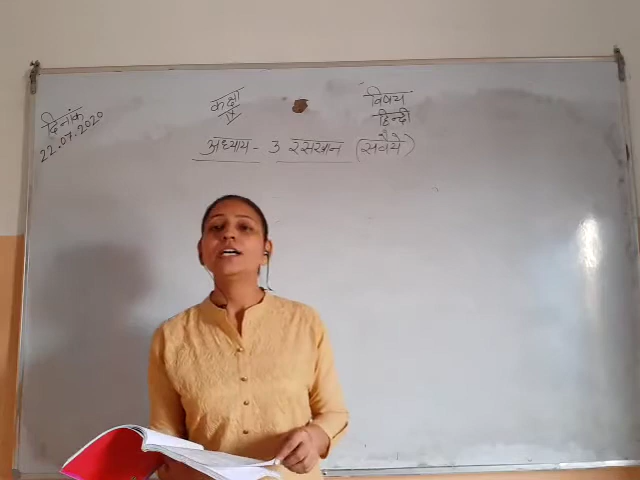 दिनांक
22.07.2020
कक्षा
IX
विषय
हिन्दी
अध्याय - 3 रसखान (सवैये)